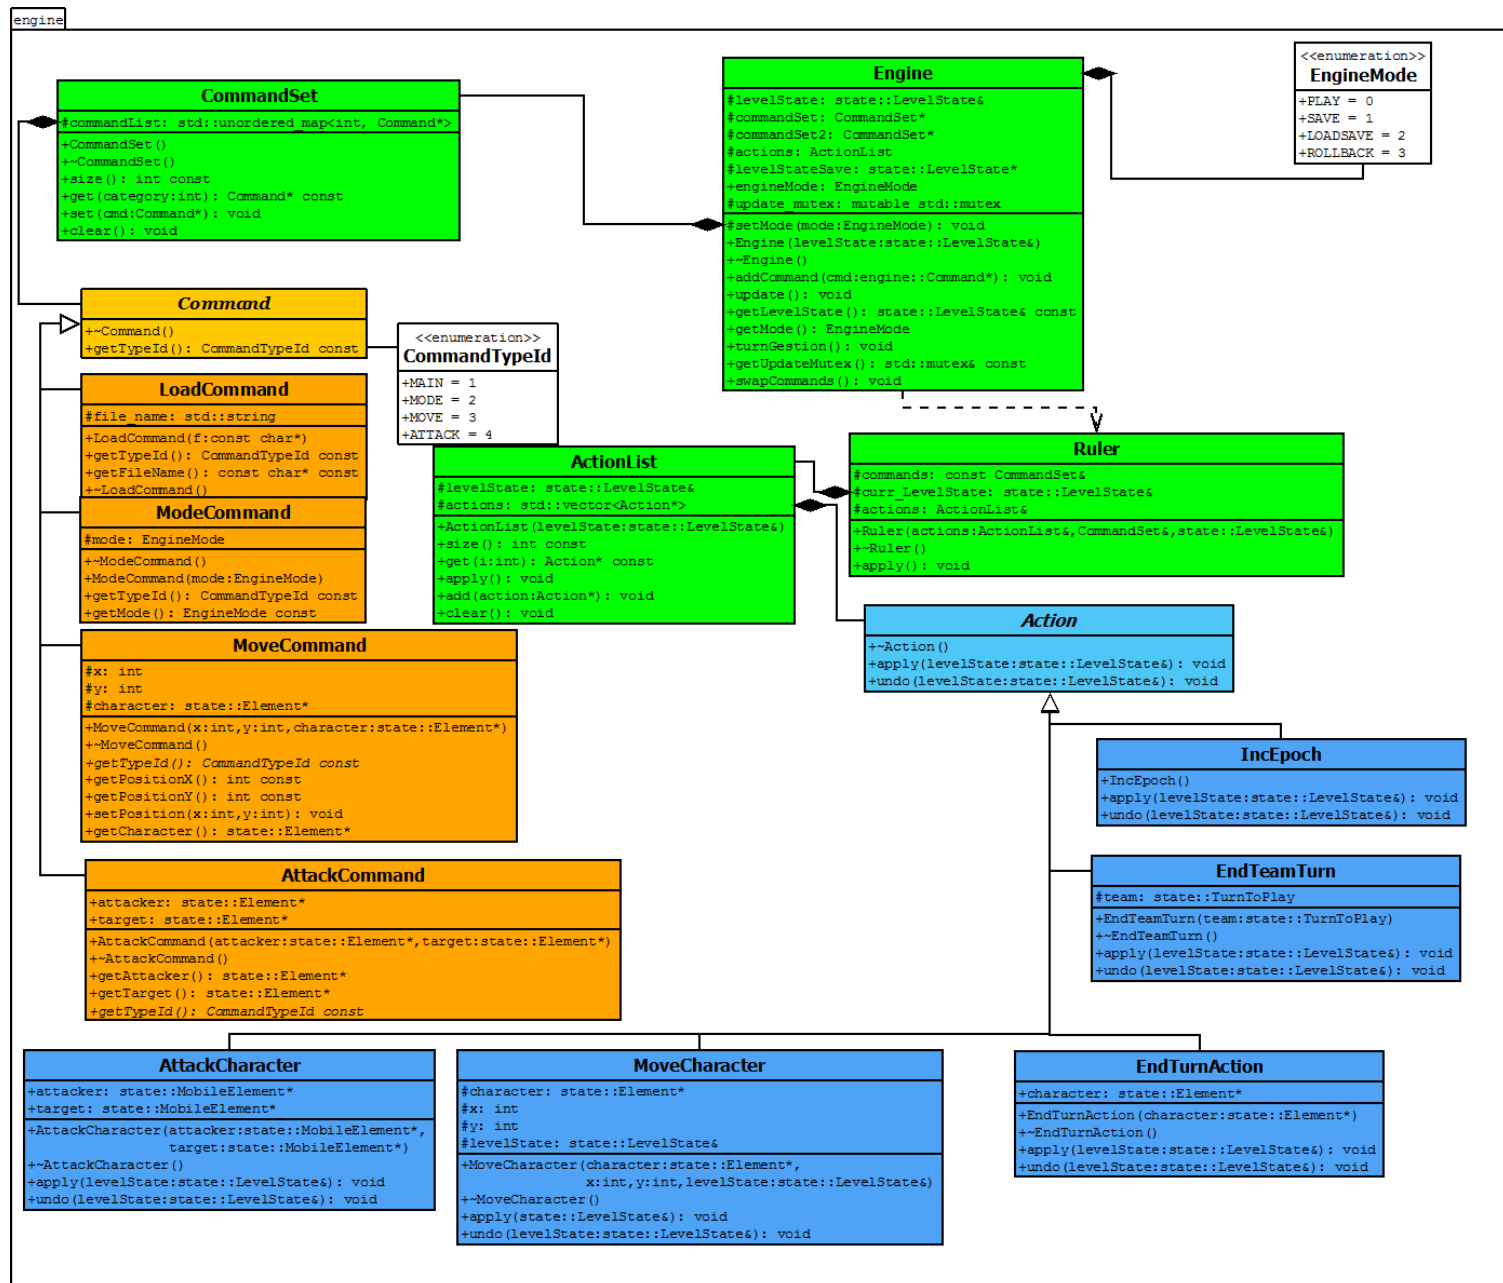 engine
CommandSet
#commandList: std::unordered_map<int, Command*>
+CommandSet()
+~CommandSet()
+size(): int const
+get(category:int): Command* const
+set(cmd:Command*): void
+clear(): void
Engine
#levelState: state::LevelState&
#commandSet: CommandSet*
#commandSet2: CommandSet*
#actions: ActionList
#levelStateSave: state::LevelState*
+engineMode: EngineMode
#update_mutex: mutable std::mutex
#setMode(mode:EngineMode): void
+Engine(levelState:state::LevelState&)
+~Engine()
+addCommand(cmd:engine::Command*): void
+update(): void
+getLevelState(): state::LevelState& const
+getMode(): EngineMode
+turnGestion(): void
+getUpdateMutex(): std::mutex& const
+swapCommands(): void
<<enumeration>>
EngineMode
+PLAY = 0
+SAVE = 1
+LOADSAVE = 2
+ROLLBACK = 3
Command
+~Command()
+getTypeId(): CommandTypeId const
<<enumeration>>
CommandTypeId
+MAIN = 1
+MODE = 2
+MOVE = 3
+ATTACK = 4
LoadCommand
#file_name: std::string
+LoadCommand(f:const char*)
+getTypeId(): CommandTypeId const
+getFileName(): const char* const
+~LoadCommand()
ModeCommand
#mode: EngineMode
+~ModeCommand()
+ModeCommand(mode:EngineMode)
+getTypeId(): CommandTypeId const
+getMode(): EngineMode const
ActionList
#levelState: state::LevelState&
#actions: std::vector<Action*>
+ActionList(levelState:state::LevelState&)
+size(): int const
+get(i:int): Action* const
+apply(): void
+add(action:Action*): void
+clear(): void
Ruler
#commands: const CommandSet&
#curr_LevelState: state::LevelState&
#actions: ActionList&
+Ruler(actions:ActionList&,CommandSet&,state::LevelState&)
+~Ruler()
+apply(): void
Action
+~Action()
+apply(levelState:state::LevelState&): void
+undo(levelState:state::LevelState&): void
MoveCommand
#x: int
#y: int
#character: state::Element*
+MoveCommand(x:int,y:int,character:state::Element*)
+~MoveCommand()
+getTypeId(): CommandTypeId const
+getPositionX(): int const
+getPositionY(): int const
+setPosition(x:int,y:int): void
+getCharacter(): state::Element*
IncEpoch
+IncEpoch()
+apply(levelState:state::LevelState&): void
+undo(levelState:state::LevelState&): void
AttackCommand
+attacker: state::Element*
+target: state::Element*
+AttackCommand(attacker:state::Element*,target:state::Element*)
+~AttackCommand()
+getAttacker(): state::Element*
+getTarget(): state::Element*
+getTypeId(): CommandTypeId const
EndTeamTurn
#team: state::TurnToPlay
+EndTeamTurn(team:state::TurnToPlay)
+~EndTeamTurn()
+apply(levelState:state::LevelState&): void
+undo(levelState:state::LevelState&): void
AttackCharacter
+attacker: state::MobileElement*
+target: state::MobileElement*
+AttackCharacter(attacker:state::MobileElement*,
target:state::MobileElement*)
+~AttackCharacter()
+apply(levelState:state::LevelState&): void
+undo(levelState:state::LevelState&): void
MoveCharacter
#character: state::Element*
#x: int
#y: int
#levelState: state::LevelState&
+MoveCharacter(character:state::Element*,
x:int,y:int,levelState:state::LevelState&)
+~MoveCharacter()
+apply(state::LevelState&): void
+undo(levelState:state::LevelState&): void
EndTurnAction
+character: state::Element*
+EndTurnAction(character:state::Element*)
+~EndTurnAction()
+apply(levelState:state::LevelState&): void
+undo(levelState:state::LevelState&): void